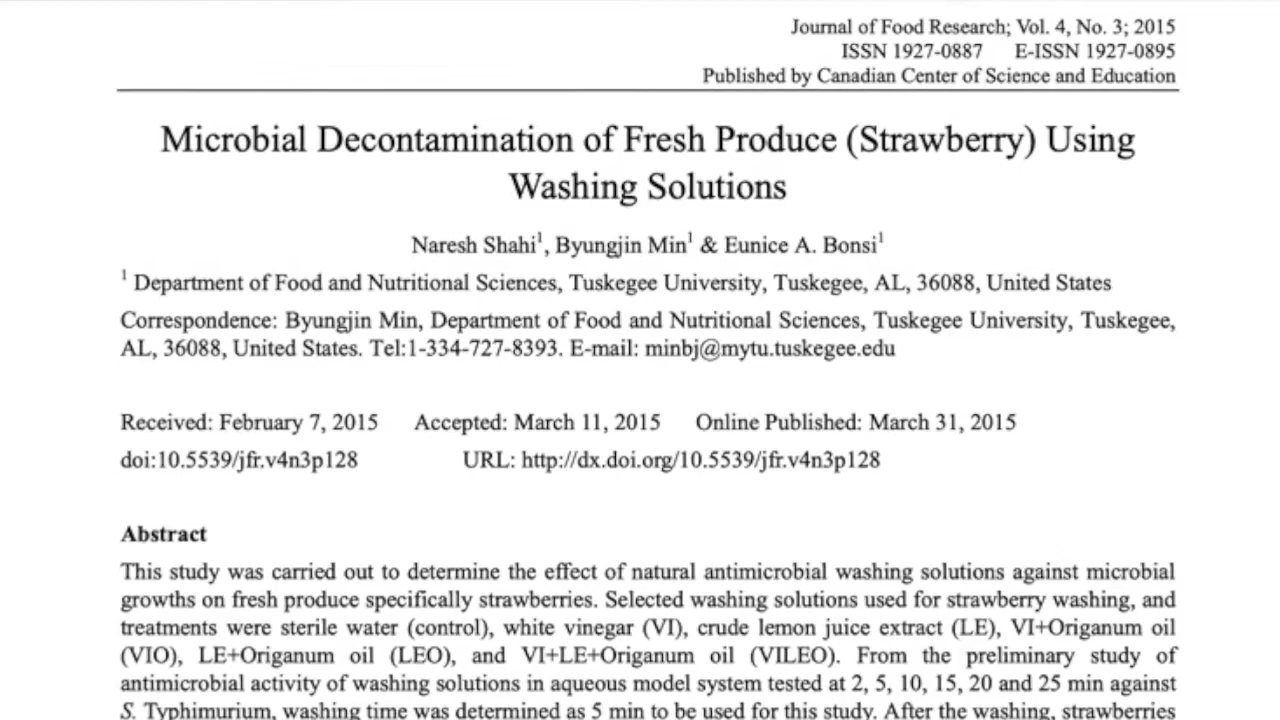 Journal of Food Research; Vol. 4, No. 3; 2015
ISSN 1927-0887 E-ISSN 1927-0895
Published by Canadian Center of Science and Education
Microbial Decontamination of Fresh Produce (Strawberry) Using
Washing Solutions
Naresh Shahi1, Byungjin Min1 & Eunice A. Bonsi1
1 Department of Food and Nutritional Sciences, Tuskegee University, Tuskegee, AL, 36088, United States
Correspondence: Byungjin Min, Department of Food and Nutritional Sciences, Tuskegee University, Tuskegee,
AL, 36088, United States. Tel:1-334-727-8393. E-mail: minbj@mytu.tuskegee.edu
Received: February 7, 2015 Accepted: March 11, 2015 Online Published: March 31, 2015
doi:10.5539/jfr.v4n3p128 URL: http://dx.doi.org/10.5539/jfr.v4n3p128
Abstract
This study was carried out to determine the effect of natural antimicrobial washing solutions against microbial
growths on fresh produce specifically strawberries. Selected washing solutions used for strawberry washing, and
treatments were sterile water (control), white vinegar (VI), crude lemon juice extract (LE), VI+Origanum oil
(VIO), LE+Origanum oil (LEO), and VI+LE+Origanum oil (VILEO). From the preliminary study of
antimicrobial activity of washing solutions in aqueous model system tested at 2, 5, 10, 15, 20 and 25 min against
S. Typhimurium, washing time was determined as 5 min to be used for this study. After the washing, strawberries